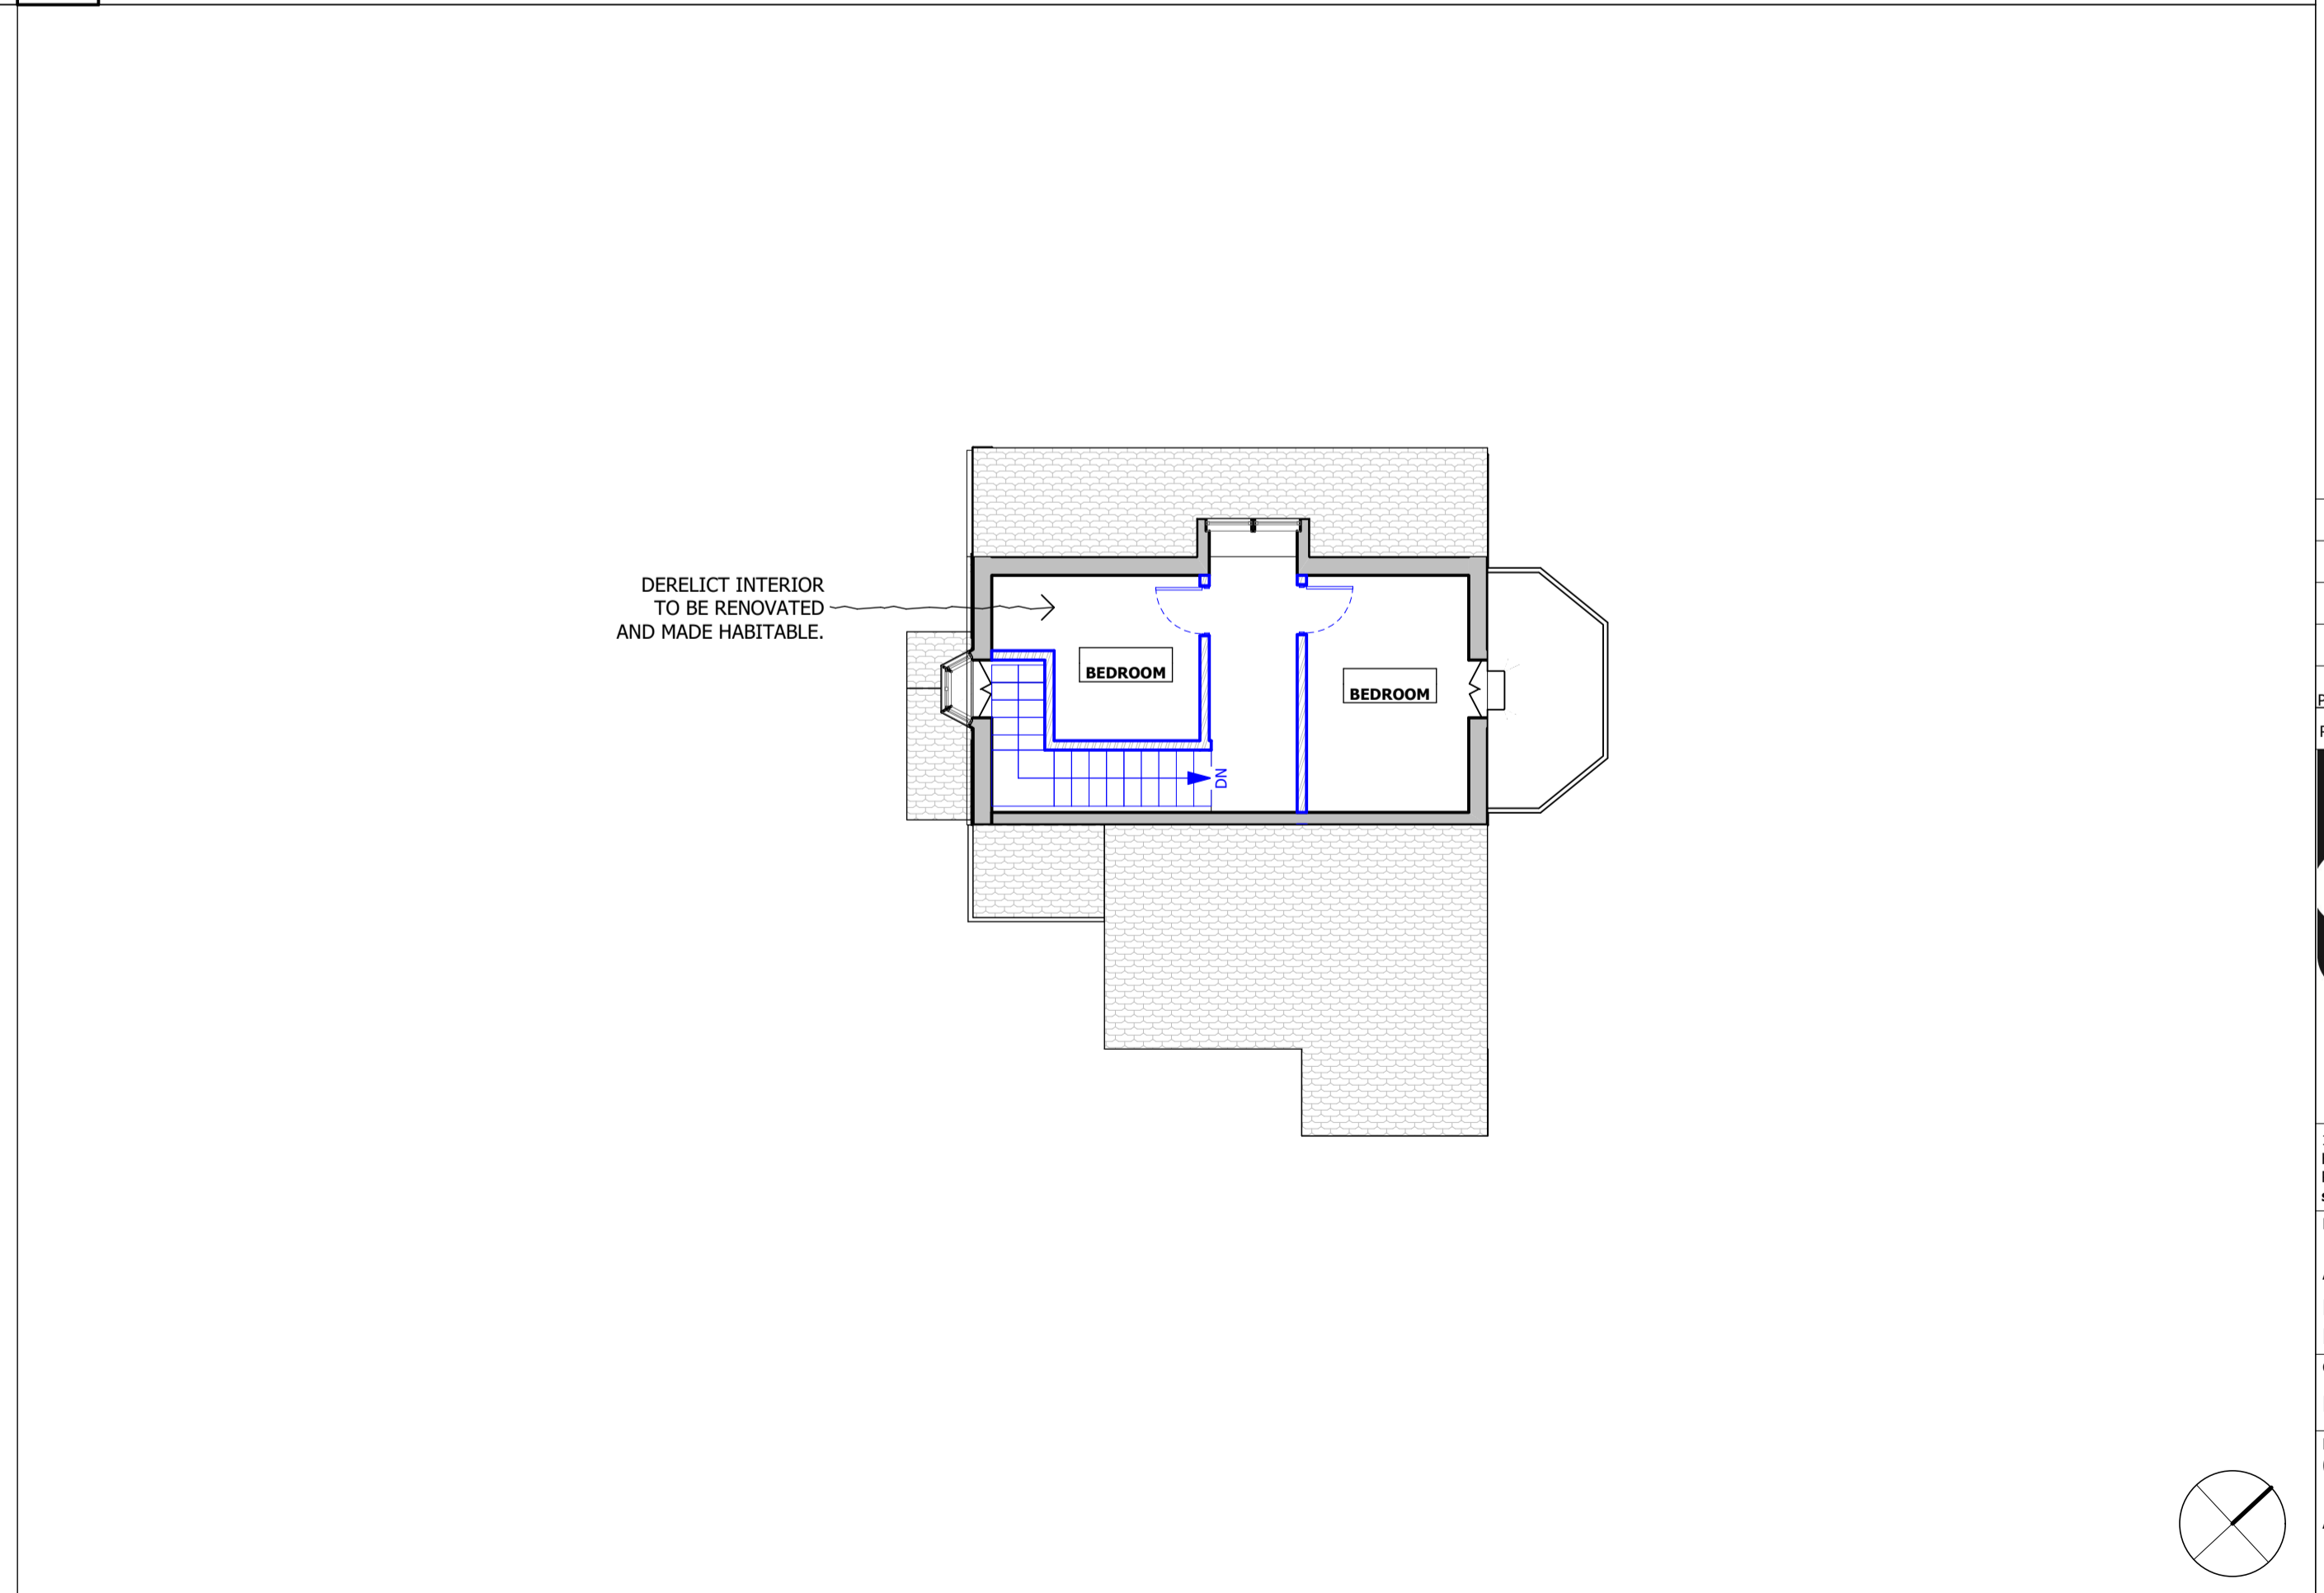 DERELICT INTERIOR
TO BE RENOVATED
AND MADE HABITABLE.
BEDROOM
BEDROOM
DN